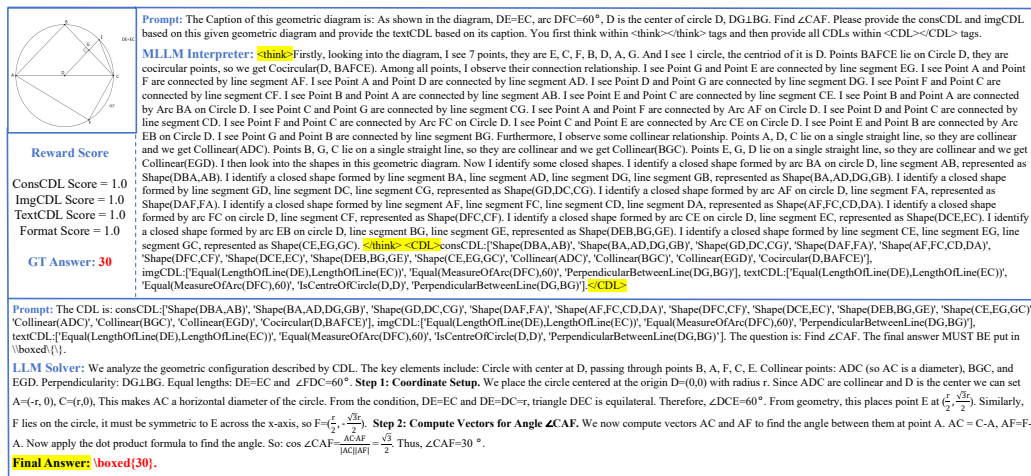 B
E
G
DE=EC
A
D
C
DF
F
Reward Score
ConsCDL Score = 1.0
ImgCDL Score = 1.0
TextCDL Score = 1.0
Format Score = 1.0
GT Answer: 30
Prompt: The Caption of this geometric diagram is: As shown in the diagram, DE=EC, arc DFC=60°, D is the center of circle D, DG⊥BG. Find ∠CAF. Please provide the consCDL and imgCDL
based on this given geometric diagram and provide the textCDL based on its caption. You first think within <think></think> tags and then provide all CDLs within <CDL></CDL> tags.
MLLM Interpreter: <think>Firstly, looking into the diagram, I see 7 points, they are E, C, F, B, D, A, G. And I see 1 circle, the centriod of it is D. Points BAFCE lie on Circle D, they are
cocircular points, so we get Cocircular(D, BAFCE). Among all points, I observe their connection relationship. I see Point G and Point E are connected by line segment EG. I see Point A and Point
F are connected by line segment AF. I see Point A and Point D are connected by line segment AD. I see Point D and Point G are connected by line segment DG. I see Point F and Point C are
connected by line segment CF. I see Point B and Point A are connected by line segment AB. I see Point E and Point C are connected by line segment CE. I see Point B and Point A are connected
by Arc BA on Circle D. I see Point C and Point G are connected by line segment CG. I see Point A and Point F are connected by Arc AF on Circle D. I see Point D and Point C are connected by
line segment CD. I see Point F and Point C are connected by Arc FC on Circle D. I see Point C and Point E are connected by Arc CE on Circle D. I see Point E and Point B are connected by Arc
EB on Circle D. I see Point G and Point B are connected by line segment BG. Furthermore, I observe some collinear relationship. Points A, D, C lie on a single straight line, so they are collinear
and we get Collinear(ADC). Points B, G, C lie on a single straight line, so they are collinear and we get Collinear(BGC). Points E, G, D lie on a single straight line, so they are collinear and we get
Collinear(EGD). I then look into the shapes in this geometric diagram. Now I identify some closed shapes. I identify a closed shape formed by arc BA on circle D, line segment AB, represented as
Shape(DBA,AB). I identify a closed shape formed by line segment BA, line segment AD, line segment DG, line segment GB, represented as Shape(BA,AD,DG,GB). I identify a closed shape
formed by line segment GD, line segment DC, line segment CG, represented as Shape(GD,DC,CG). I identify a closed shape formed by arc AF on circle D, line segment FA, represented as
Shape(DAF,FA). I identify a closed shape formed by line segment AF, line segment FC, line segment CD, line segment DA, represented as Shape(AF,FC,CD,DA). I identify a closed shape formed
by arc FC on circle D, line segment CF, represented as Shape(DFC,CF). I identify a closed shape formed by arc CE on circle D, line segment EC, represented as Shape(DCE,EC). I identify
a closed shape formed by arc EB on circle D, line segment BG, line segment GE, represented as Shape(DEB,BG,GE). I identify a closed shape formed by line segment CE, line segment EG, line
segment GC, represented as Shape(CE,EG,GC). </think> <CDL>consCDL:['Shape(DBA,AB)', 'Shape(BA,AD,DG,GB)', 'Shape(GD,DC,CG)', 'Shape(DAF,FA)', 'Shape(AF,FC,CD,DA)',
'Shape(DFC,CF)', 'Shape(DCE,EC)', 'Shape(DEB,BG,GE)', 'Shape(CE,EG,GC)', 'Collinear(ADC)', 'Collinear(BGC)', 'Collinear(EGD)', 'Cocircular(D,BAFCE)'],
imgCDL:['Equal(LengthOfLine(DE),LengthOfLine(EC))', 'Equal(MeasureOfArc(DFC),60)', 'PerpendicularBetweenLine(DG,BG)'], textCDL:['Equal(LengthOfLine(DE),LengthOfLine(EC))',
'Equal(MeasureOfArc(DFC),60)', 'IsCentreOfCircle(D,D)', 'PerpendicularBetweenLine(DG,BG)'].</CDL>
Prompt: The CDL is: consCDL:['Shape(DBA,AB)', 'Shape(BA,AD,DG,GB)', 'Shape(GD,DC,CG)', 'Shape(DAF,FA)', 'Shape(AF,FC,CD,DA)', 'Shape(DFC,CF)', 'Shape(DCE,EC)', 'Shape(DEB,BG,GE)', 'Shape(CE,EG,GC)'
'Collinear(ADC)', 'Collinear(BGC)', 'Collinear(EGD)', 'Cocircular(D,BAFCE)'], imgCDL:['Equal(LengthOfLine(DE),LengthOfLine(EC))', 'Equal(MeasureOfArc(DFC),60)', 'PerpendicularBetweenLine(DG,BG)']
textCDL:['Equal(LengthOfLine(DE),LengthOfLine(EC))', 'Equal(MeasureOfArc(DFC),60)', 'IsCentreOfCircle(D,D)', 'PerpendicularBetweenLine(DG,BG)']. The question is: Find ∠CAF. The final answer MUST BE put in
\\boxed\{\}.
LLM Solver: We analyze the geometric configuration described by CDL. The key elements include: Circle with center at D, passing through points B, A, F, C, E. Collinear points: ADC (so AC is a diameter), BGC, and
EGD. Perpendicularity: DG⊥BG. Equal lengths: DE=EC and ∠FDC=60°. Step 1: Coordinate Setup. We place the circle centered at the origin D=(0,0) with radius r. Since ADC are collinear and D is the center we can set
A=(-r, 0), C=(r,0), This makes AC a horizontal diameter of the circle. From the condition, DE=EC and DE=DC=r, triangle DEC is equilateral. Therefore, ∠DCE=60°. From geometry, this places point E at (r/2, √3r/2). Similarly,
F lies on the circle, it must be symmetric to E across the x-axis, so F=(r/2, -√3r/2). Step 2: Compute Vectors for Angle ∠CAF. We now compute vectors AC and AF to find the angle between them at point A. AC = C-A, AF=F-
A. Now apply the dot product formula to find the angle. So: cos ∠CAF=AC·AF/|AC||AF|=√3/2. Thus, ∠CAF=30 °.
Final Answer: \boxed{30}.